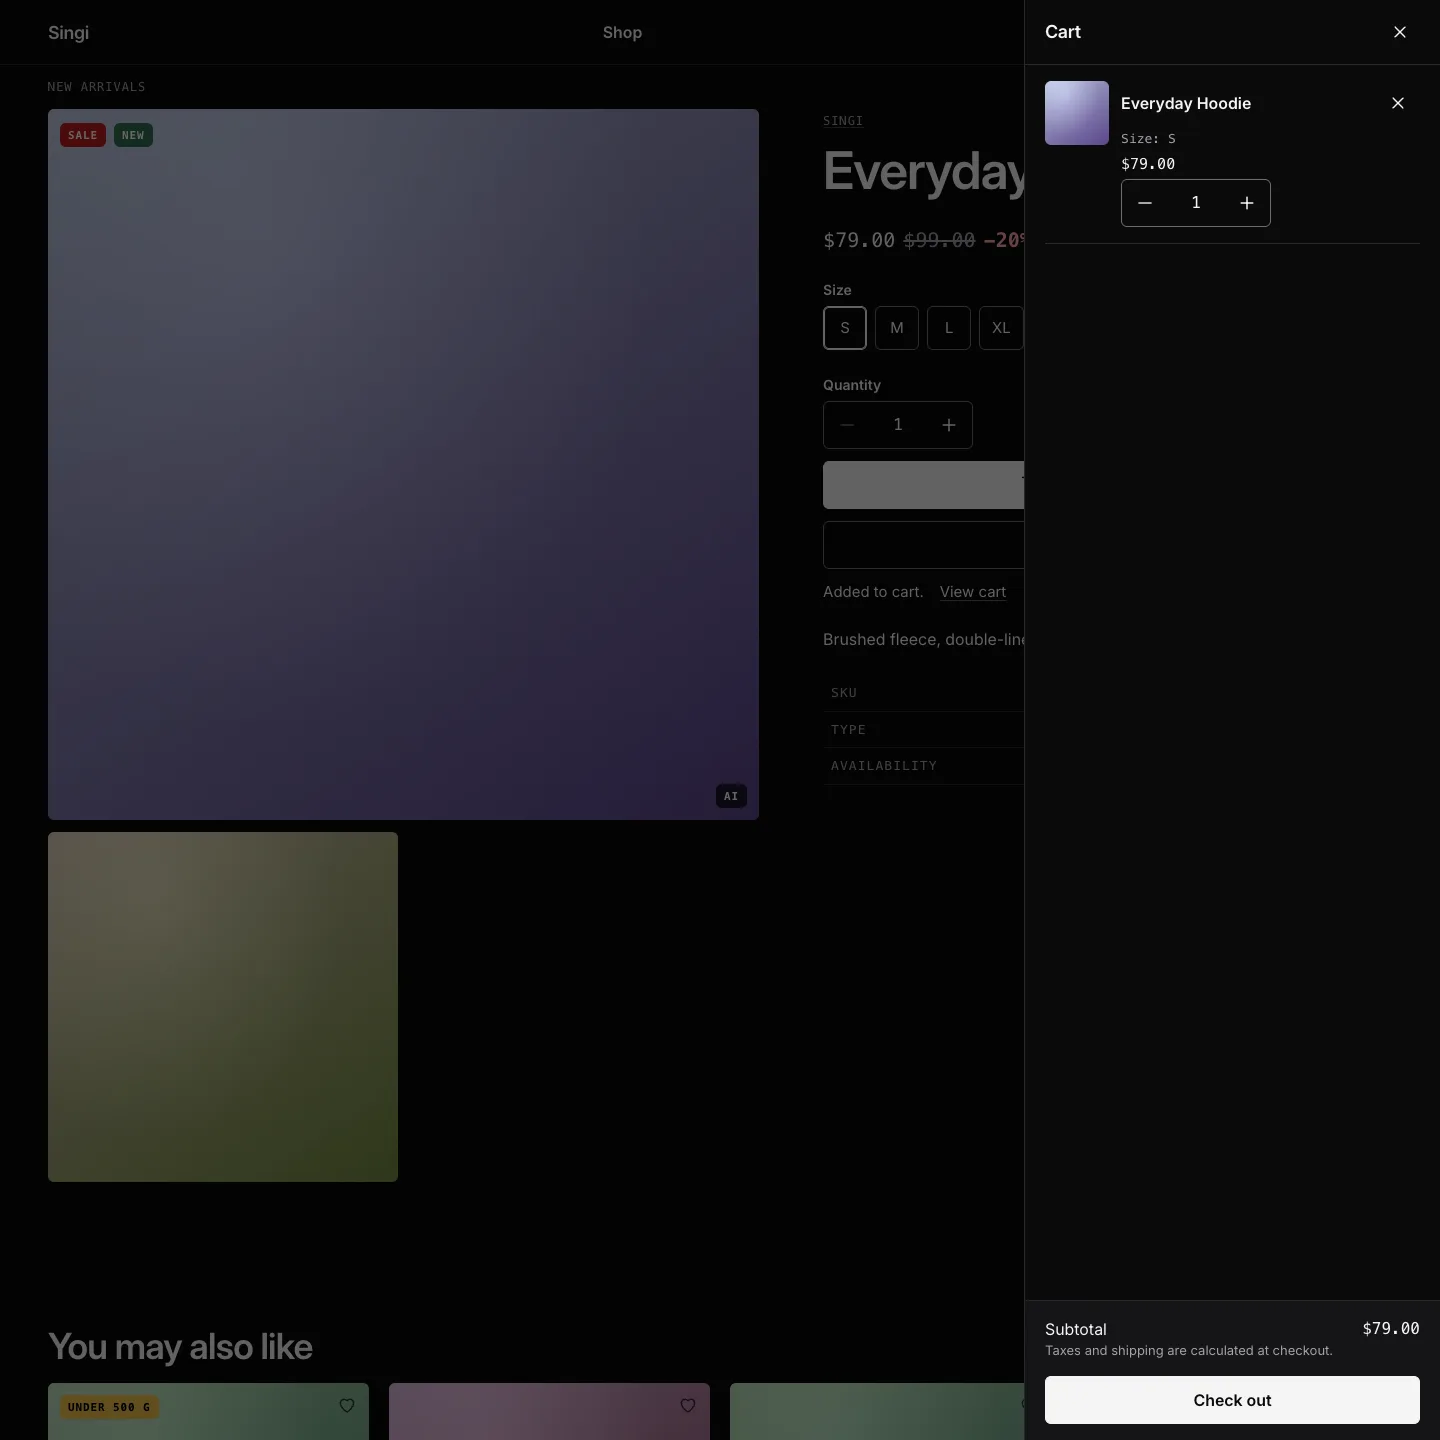 Singi
Shop
NEW ARRIVALS
SALE
NEW
AI
SINGI
Everyday
$79.00 $99.00 −20%
Size
S
M
L
XL
Quantity
1
Added to cart. View cart
Brushed fleece, double-line
SKU
TYPE
AVAILABILITY
You may also like
UNDER 500 G
Cart
Everyday Hoodie
Size: S
$79.00
1
Subtotal
$79.00
Taxes and shipping are calculated at checkout.
Check out